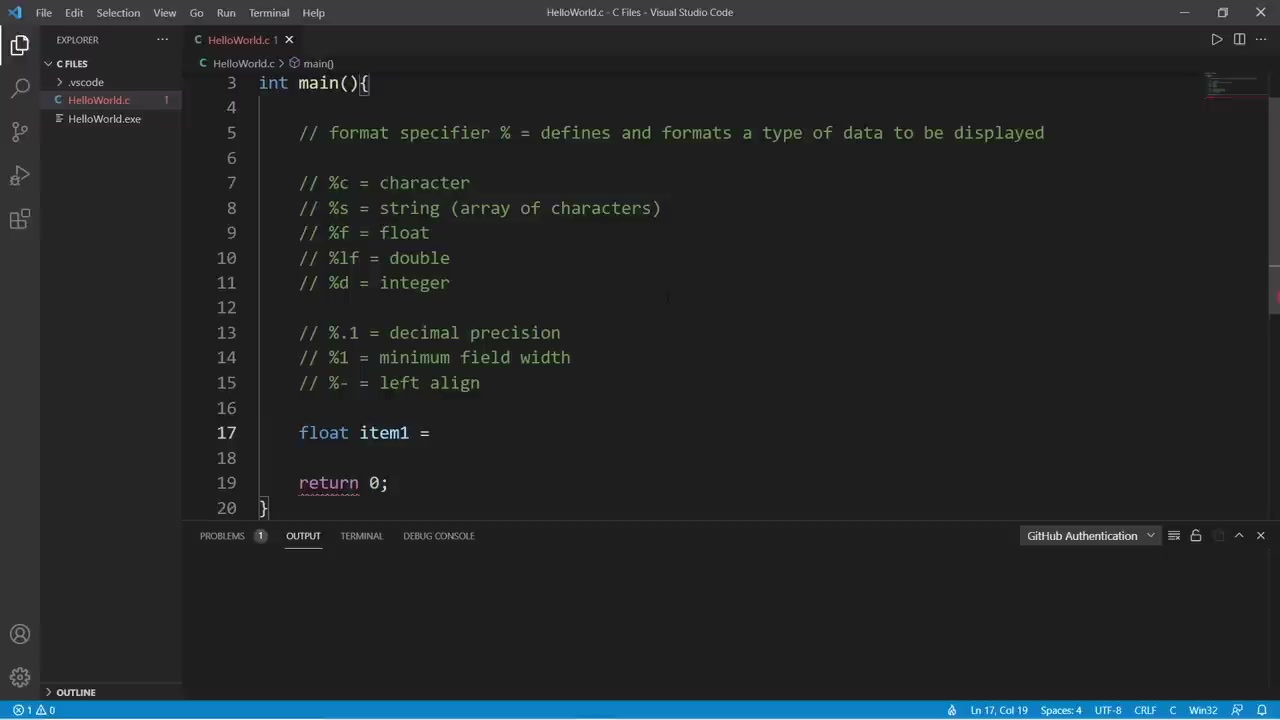 File Edit Selection View Go Run Terminal Help
HelloWorld.c - C Files - Visual Studio Code
EXPLORER ···
C FILES
.vscode
C HelloWorld.c 1
HelloWorld.exe
OUTLINE
C HelloWorld.c 1 ×
C HelloWorld.c > main()
3 int main(){
4
5 // format specifier % = defines and formats a type of data to be displayed
6
7 // %c = character
8 // %s = string (array of characters)
9 // %f = float
10 // %lf = double
11 // %d = integer
12
13 // %.1 = decimal precision
14 // %1 = minimum field width
15 // %- = left align
16
17 float item1 =
18
19 return 0;
20 }
PROBLEMS 1 OUTPUT TERMINAL DEBUG CONSOLE
GitHub Authentication
1 0
Ln 17, Col 19 Spaces: 4 UTF-8 CRLF C Win32